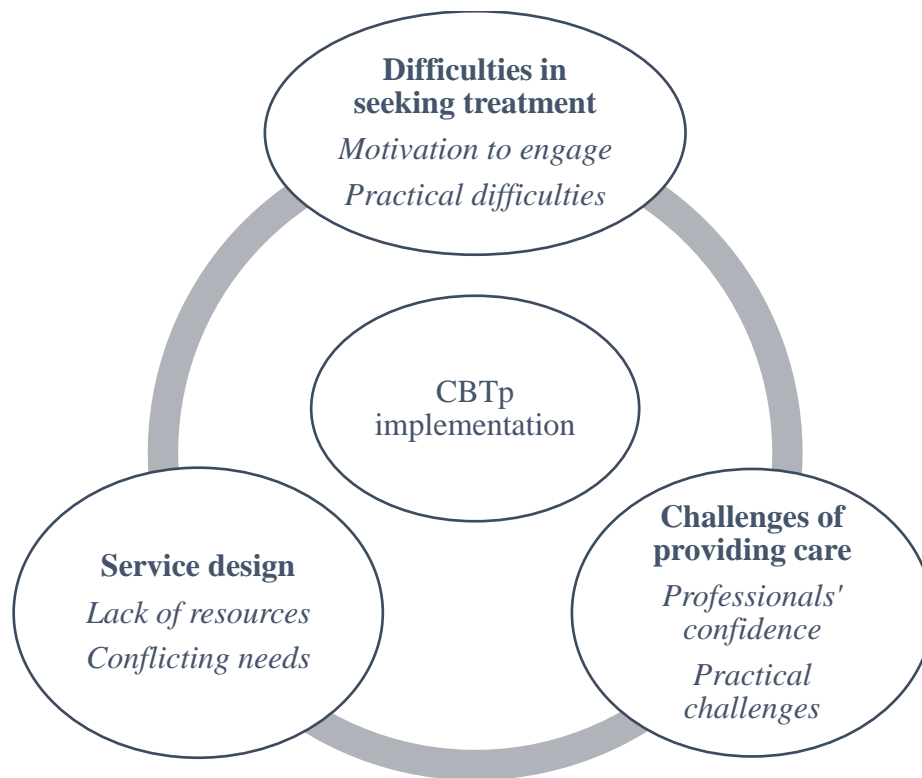 Difficulties in
seeking treatment
Motivation to engage
Practical difficulties
CBTp
implementation
Service design
Lack of resources
Conflicting needs
Challenges of
providing care
Professionals'
confidence
Practical
challenges